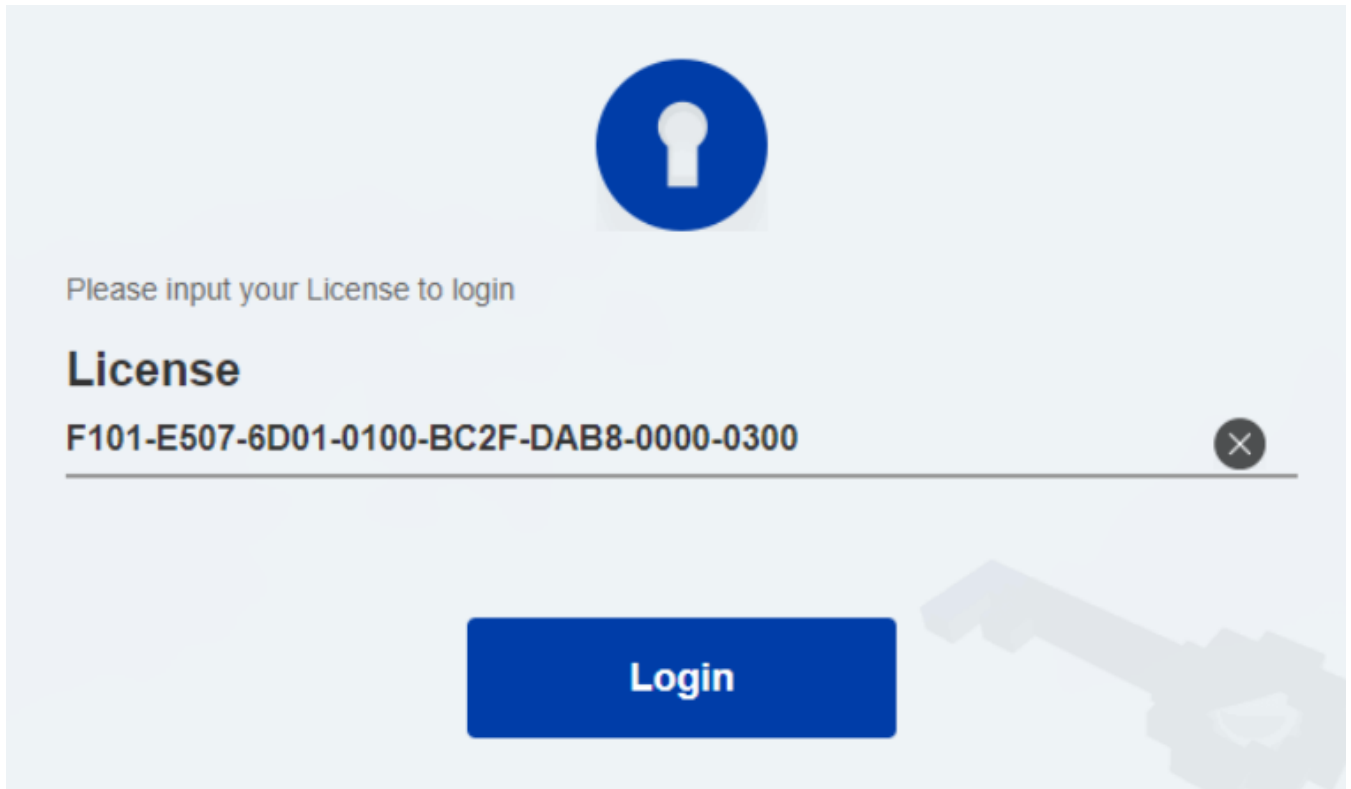 Please input your License to login
License
F101-E507-6D01-0100-BC2F-DAB8-0000-0300
Login